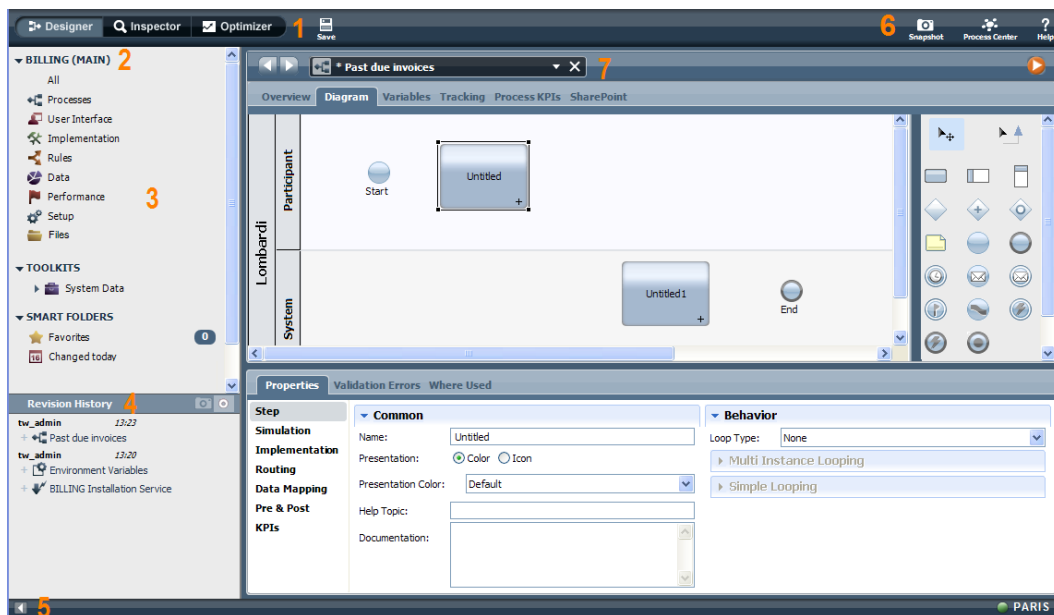 Designer Inspector Optimizer 1 Save 6 Snapshot Process Center Help
BILLING (MAIN) 2
All
Processes
User Interface
Implementation
Rules
Data
Performance
3
Setup
Files
TOOLKITS
System Data
SMART FOLDERS
Favorites 0
16 Changed today
Revision History 4
tw_admin 13:23
+ Past due invoices
tw_admin 13:20
+ Environment Variables
+ BILLING Installation Service
5
* Past due invoices 7
Overview Diagram Variables Tracking Process KPIs SharePoint
Lombardi
Participant
Start
Untitled
+
System
Untitled1
+
End
Properties Validation Errors Where Used
Step
Simulation
Implementation
Routing
Data Mapping
Pre & Post
KPIs
Common
Name: Untitled
Presentation: Color Icon
Presentation Color: Default
Help Topic:
Documentation:
Behavior
Loop Type: None
Multi Instance Looping
Simple Looping
PARIS